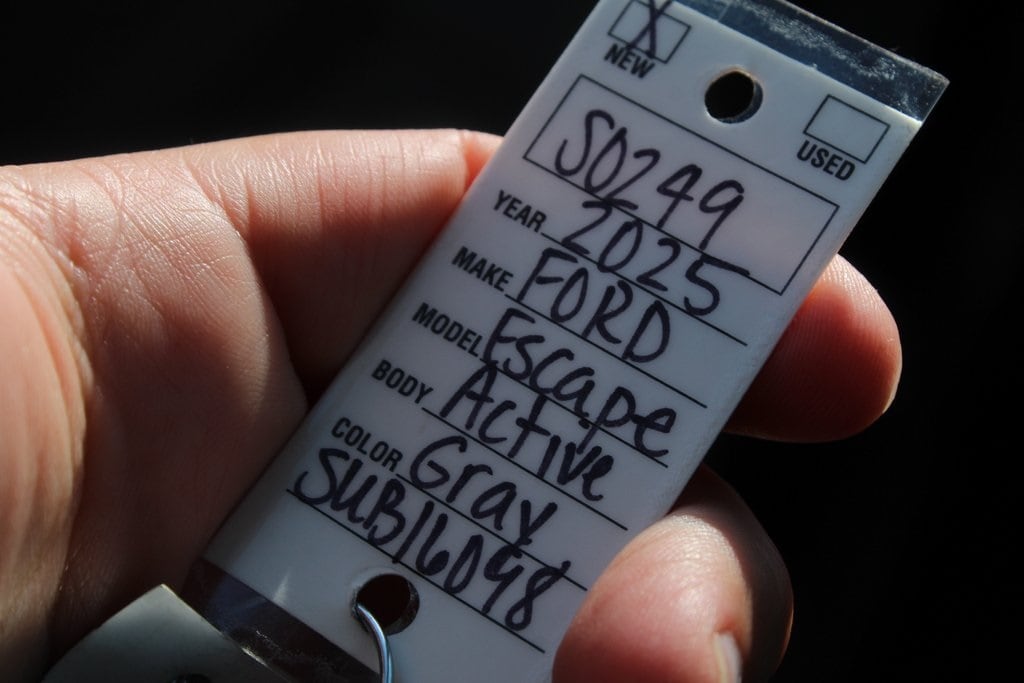 X
NEW
USED
S0249
YEAR 2025
MAKE FORD
MODEL Escape
BODY Active
COLOR Gray
SUB16098